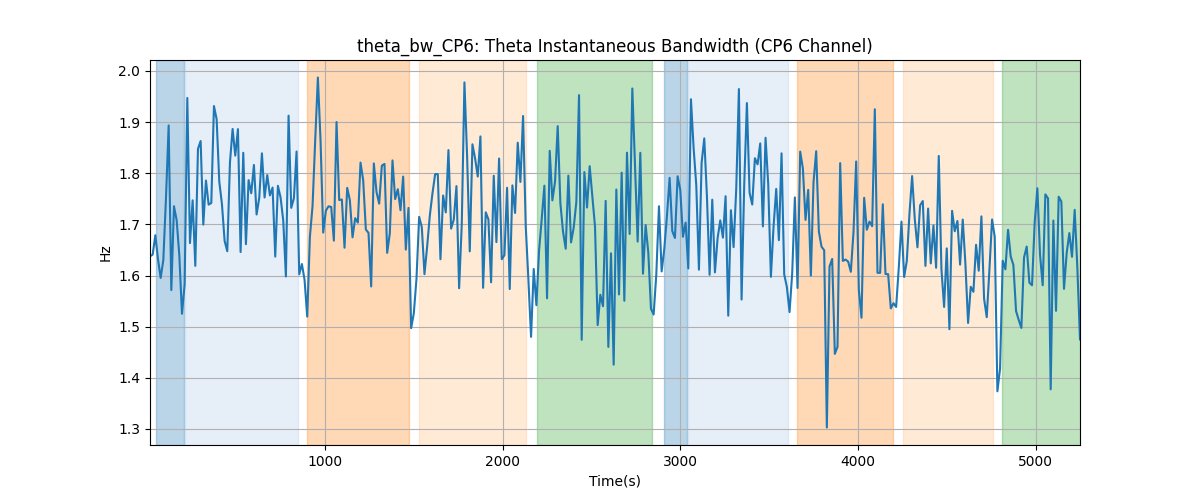 theta_bw_CP6: Theta Instantaneous Bandwidth (CP6 Channel)
2.0
1.9
1.8
1.7
1.6
1.5
1.4
1.3
Hz
1000 2000 3000 4000 5000
Time(s)